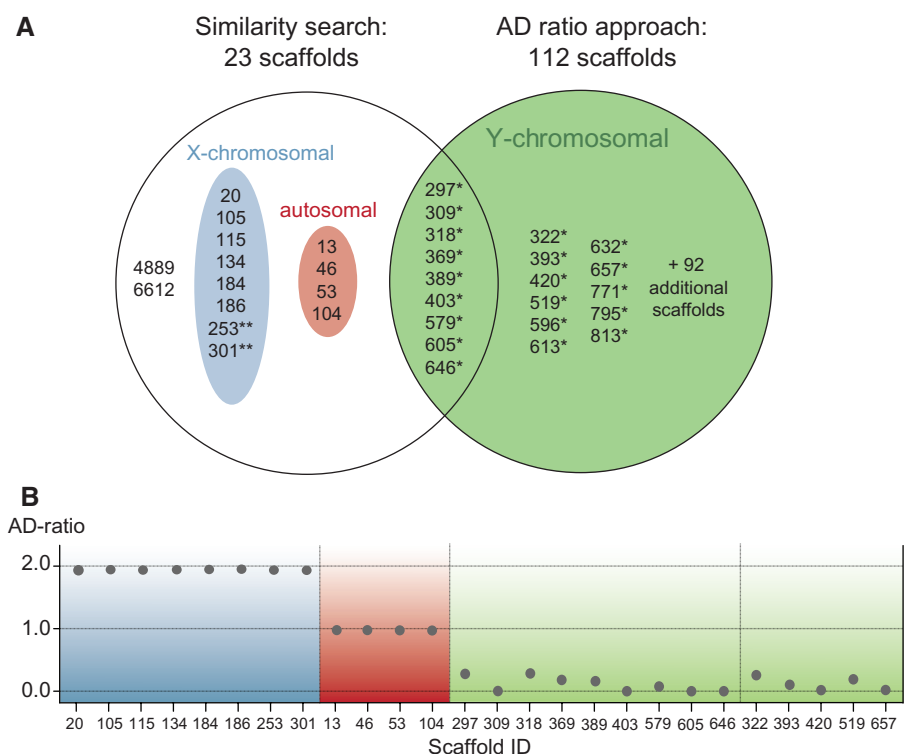 A
Similarity search:
23 scaffolds
AD ratio approach:
112 scaffolds
Y-chromosomal
X-chromosomal
autosomal
4889
6612
20
105
115
134
184
186
253**
301**
13
46
53
104
297*
309*
318*
369*
389*
403*
579*
605*
646*
322*
393*
420*
519*
596*
613*
632*
657*
771*
795*
813*
+ 92
additional
scaffolds
B
AD-ratio
2.0
1.0
0.0
20 105 115 134 184 186 253 301 13 46 53 104 297 309 318 369 389 403 579 605 646 322 393 420 519 657
Scaffold ID